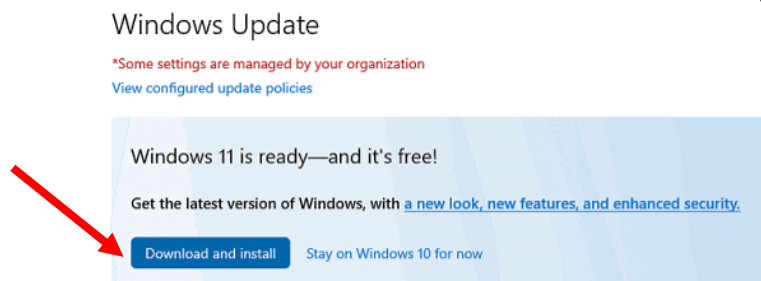 Windows Update
*Some settings are managed by your organization
View configured update policies
Windows 11 is ready—and it's free!
Get the latest version of Windows, with a new look, new features, and enhanced security.
Download and install
Stay on Windows 10 for now